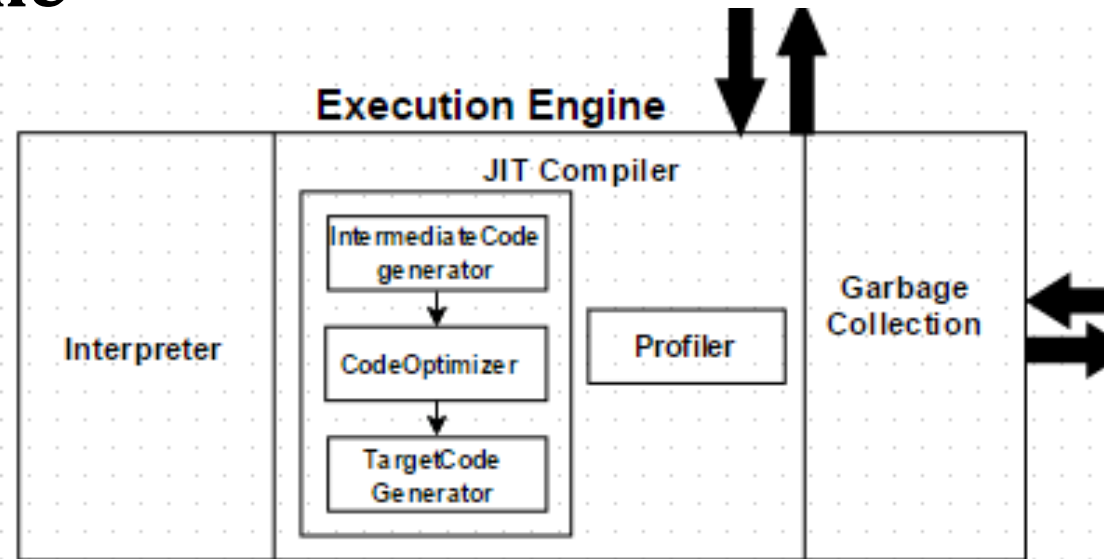 Execution Engine
JIT Compiler
IntermediateCode
generator
CodeOptimizer
TargetCode
Generator
Profiler
Interpreter
Garbage
Collection